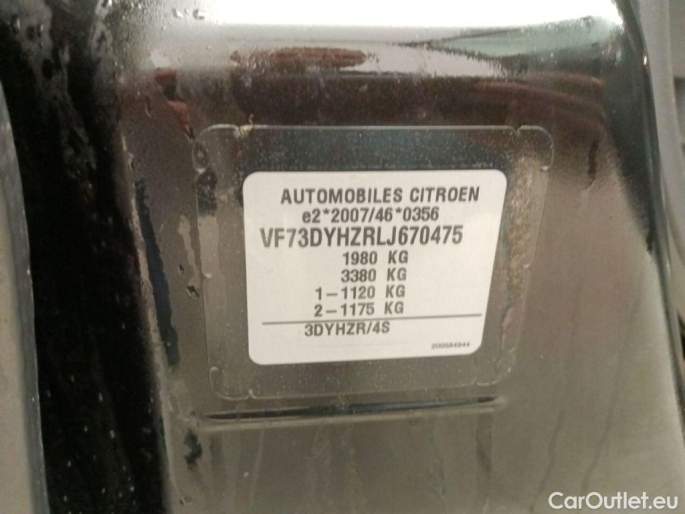 AUTOMOBILES CITROEN
e2*2007/46*0356
VF73DYHZRLJ670475
1980 KG
3380 KG
1-1120 KG
2-1175 KG
3DYHZR/4S
CarOutlet.eu